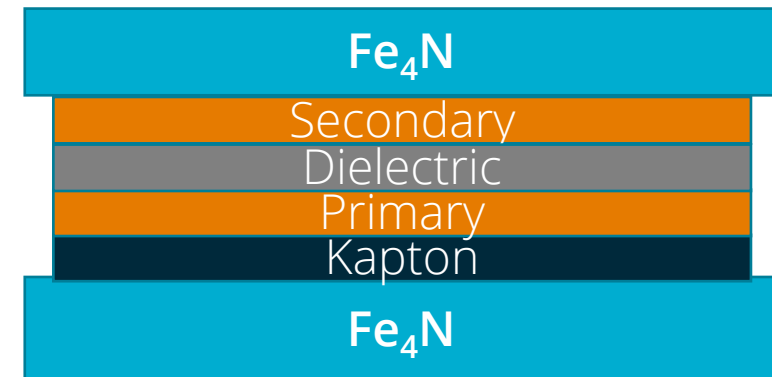 Fe₄N
Secondary
Dielectric
Primary
Kapton
Fe₄N